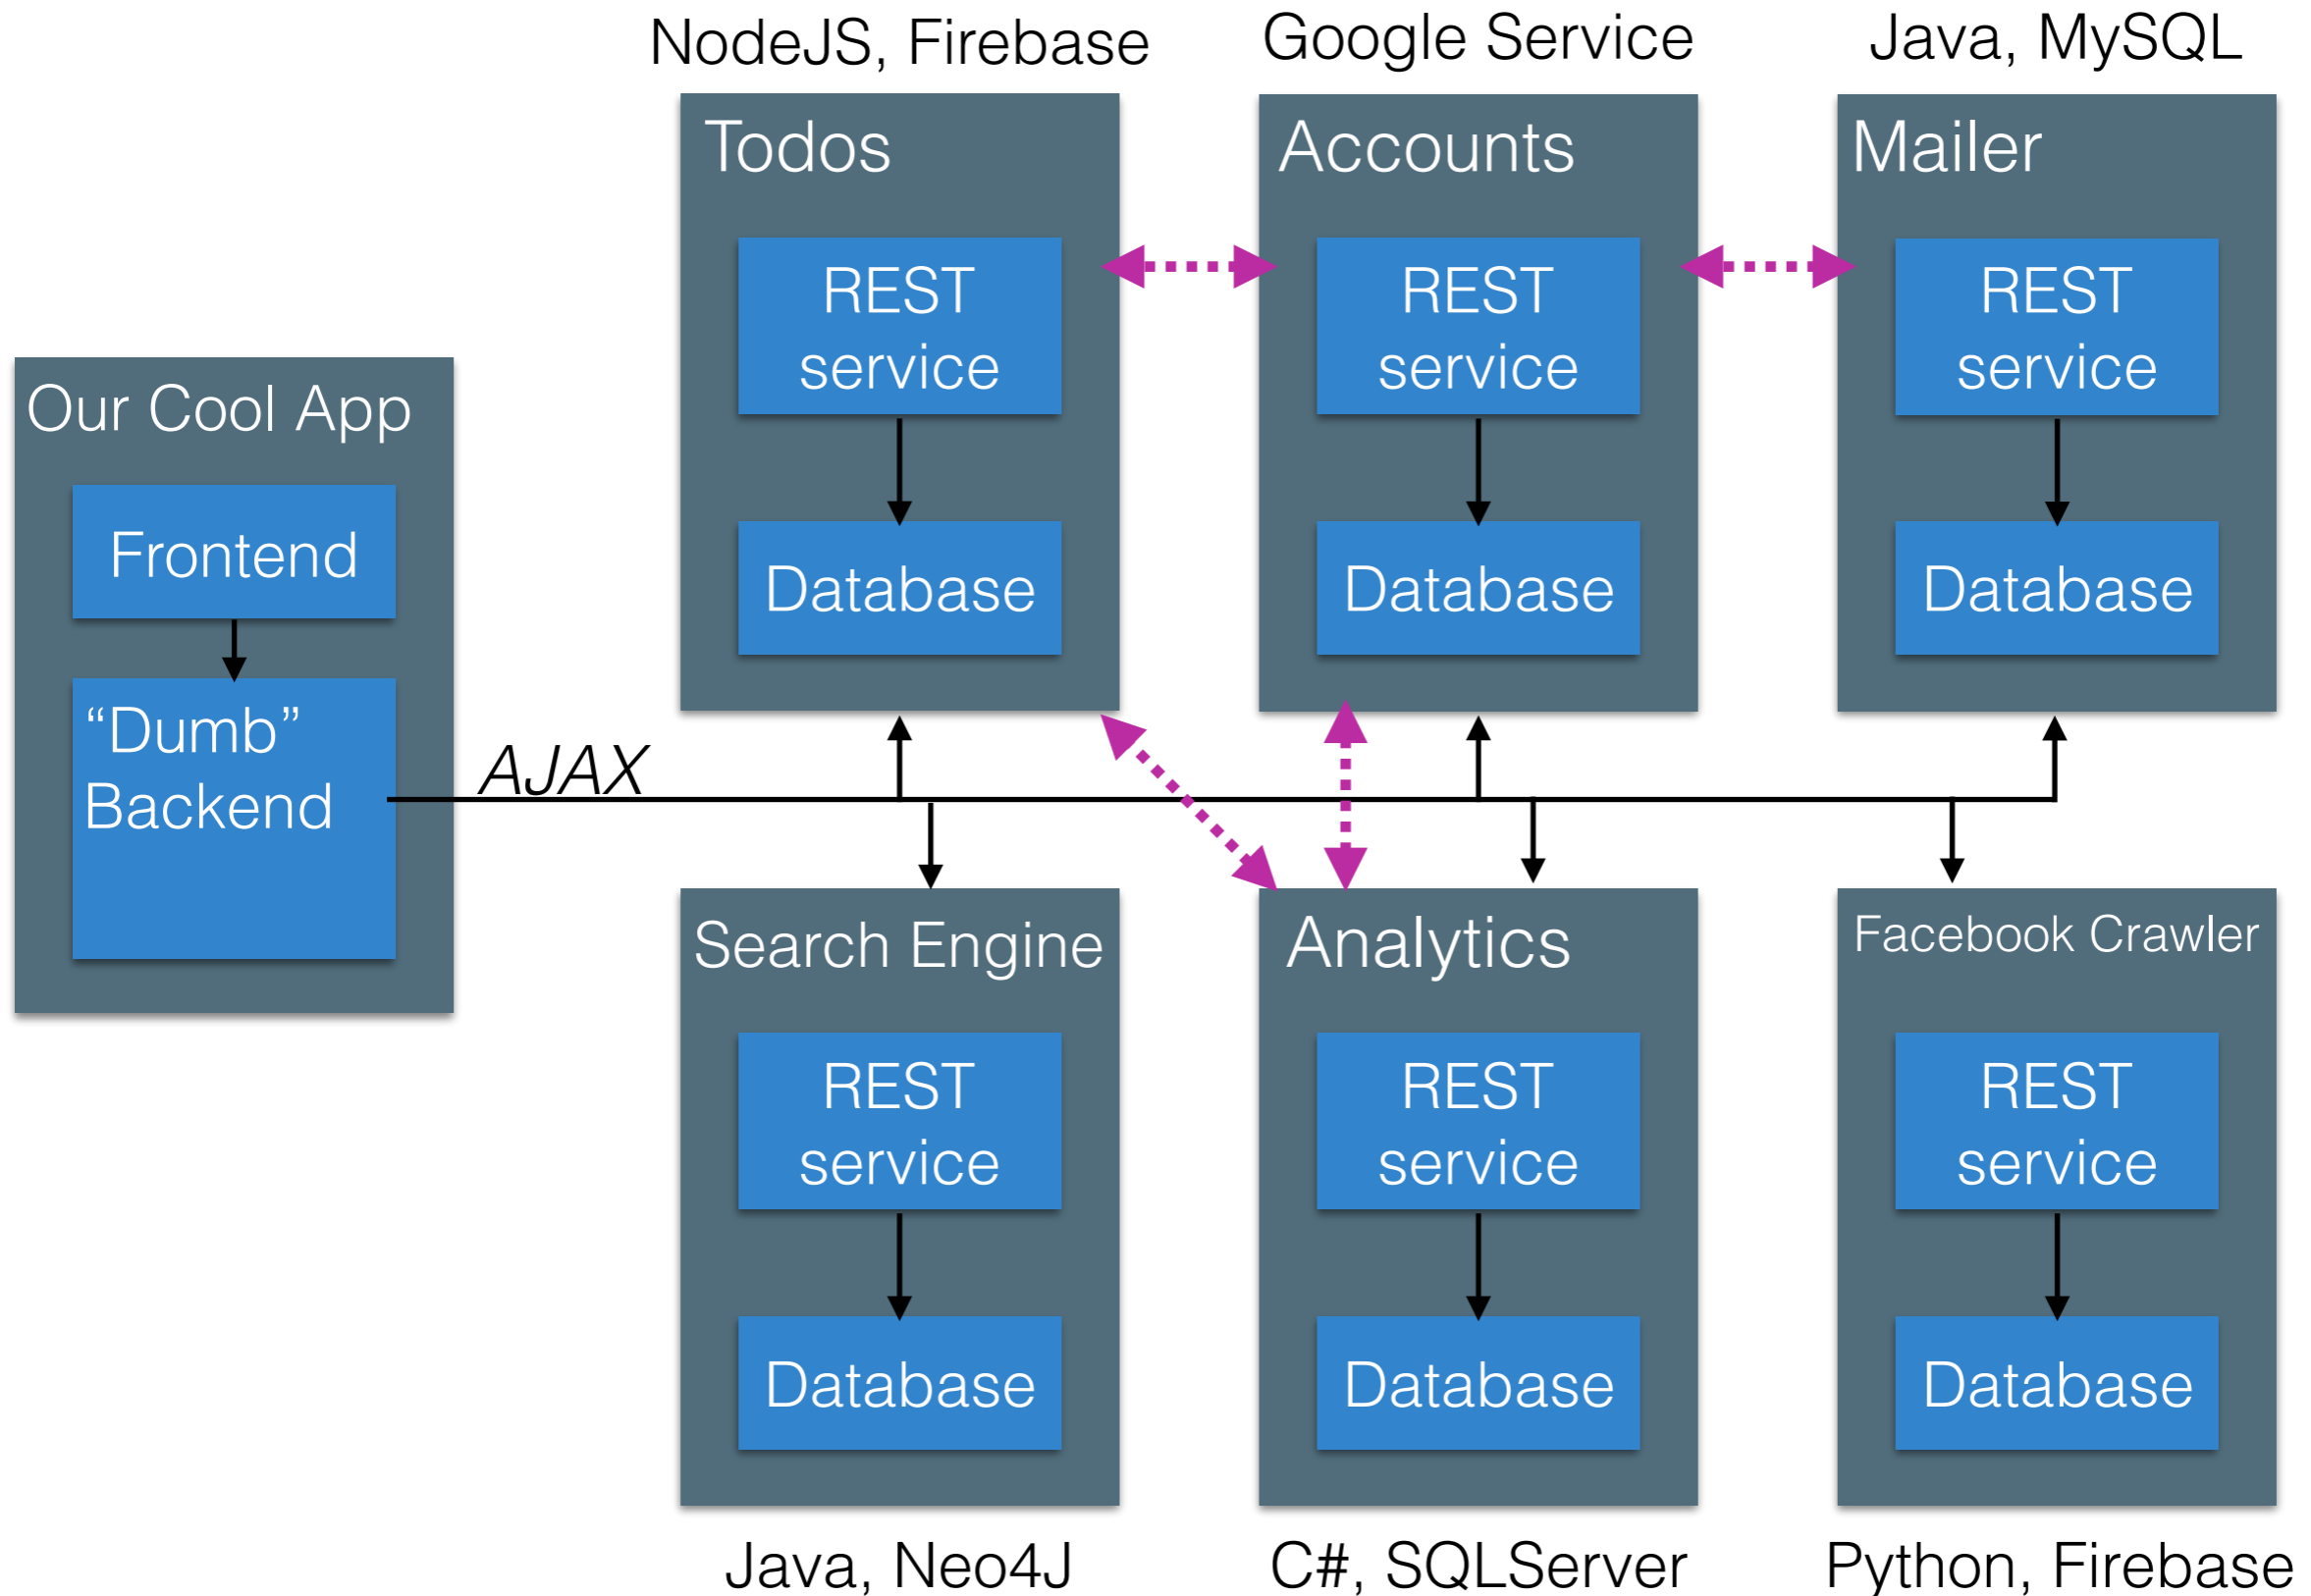 NodeJS, Firebase
Google Service
Java, MySQL
Todos
REST
service
Database
Accounts
REST
service
Database
Mailer
REST
service
Database
Our Cool App
Frontend
“Dumb”
Backend
AJAX
Search Engine
REST
service
Database
Analytics
REST
service
Database
Facebook Crawler
REST
service
Database
Java, Neo4J
C#, SQLServer
Python, Firebase